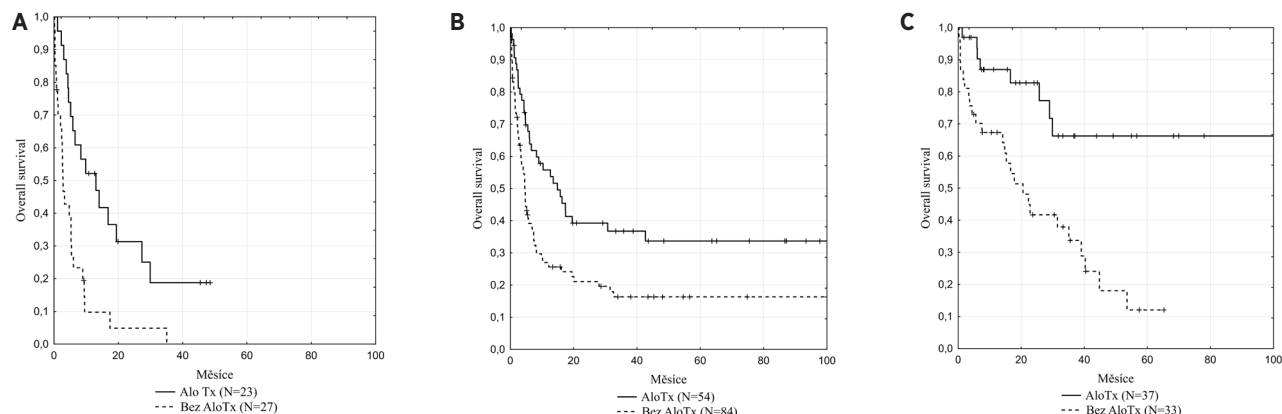 A
Overall survival
1,0
0,9
0,8
0,7
0,6
0,5
0,4
0,3
0,2
0,1
0,0
0 20 40 60 80 100
Měsíce
Alo Tx (N=23)
Bez AloTx (N=27)
B
Overall survival
1,0
0,9
0,8
0,7
0,6
0,5
0,4
0,3
0,2
0,1
0,0
0 20 40 60 80 100
Měsíce
AloTx (N=54)
Bez AloTx (N=84)
C
Overall survival
1,0
0,9
0,8
0,7
0,6
0,5
0,4
0,3
0,2
0,1
0,0
0 20 40 60 80 100
Měsíce
AloTx (N=37)
Bez AloTx (N=33)